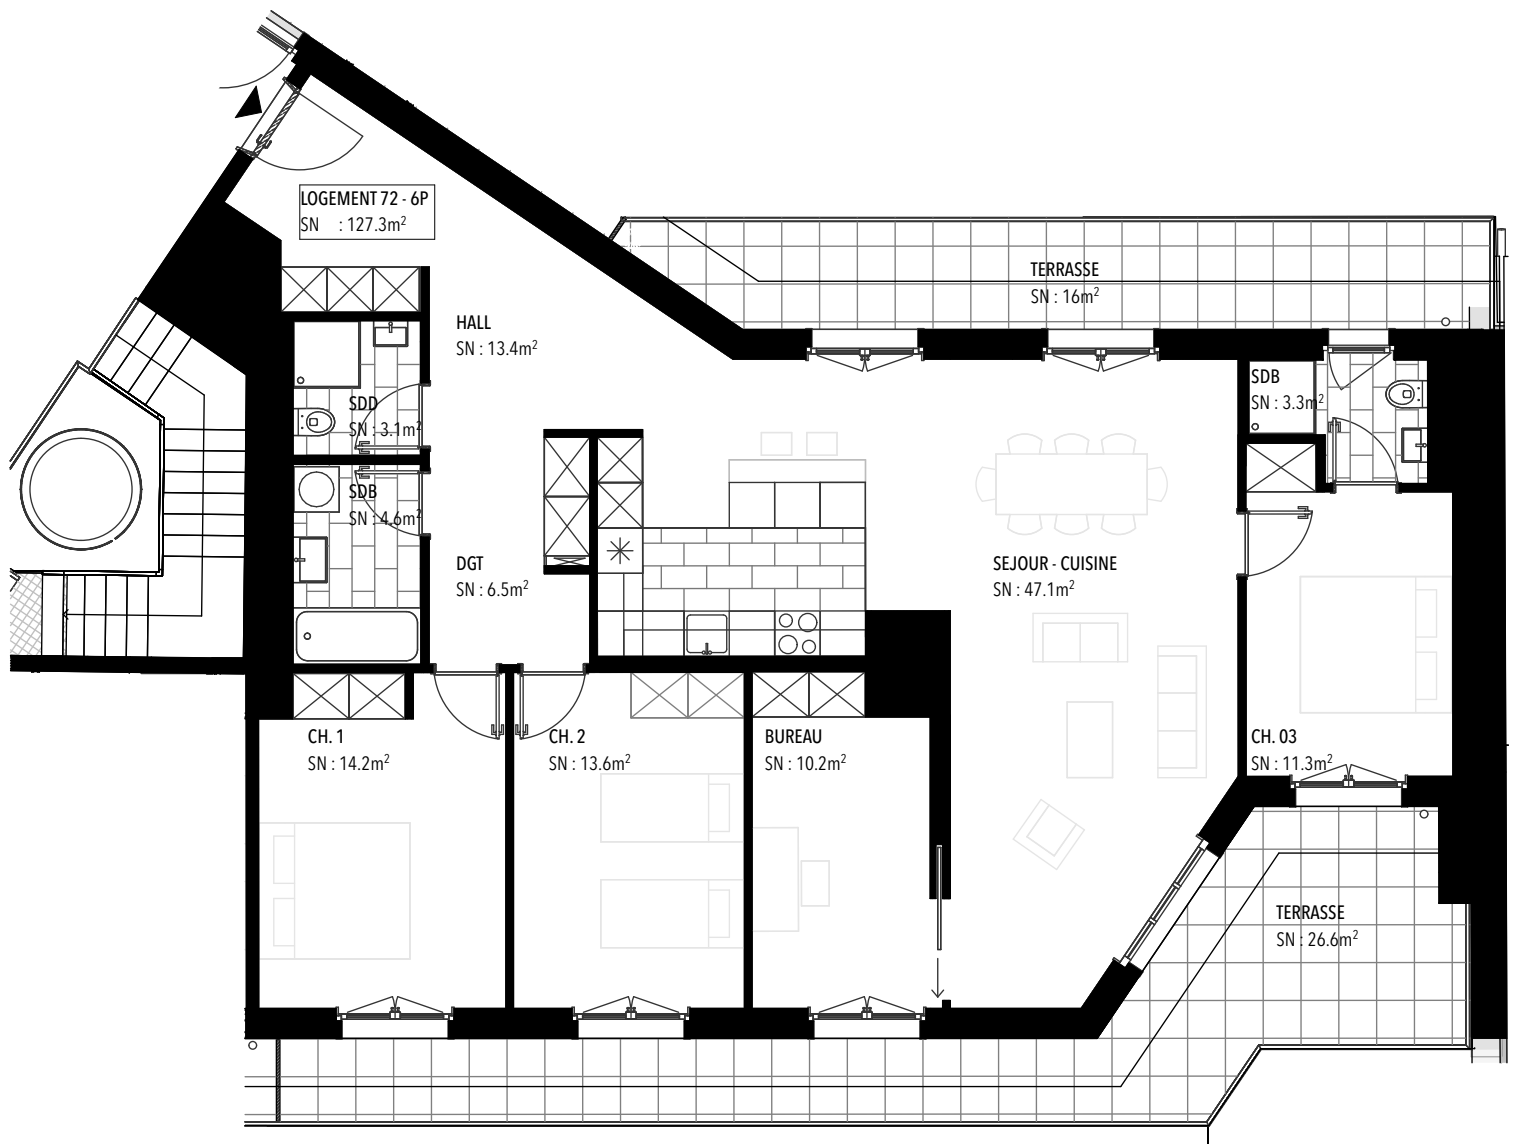 LOGEMENT 72 - 6P
SN : 127.3m²
TERRASSE
SN : 16m²
HALL
SN : 13.4m²
SDB
SN : 3.3m²
SDD
SN : 3.1m²
SDB
SN : 4.6m²
DGT
SN : 6.5m²
SEJOUR - CUISINE
SN : 47.1m²
CH. 1
SN : 14.2m²
CH. 2
SN : 13.6m²
BUREAU
SN : 10.2m²
CH. 03
SN : 11.3m²
TERRASSE
SN : 26.6m²